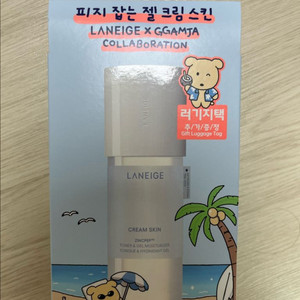 피지 잡는 젤 크림 스킨
LANEIGE X GGAMJA
COLLABORATION
러기지택
추/가/증/정
Gift Luggage Tag
LANEIGE
CREAM SKIN